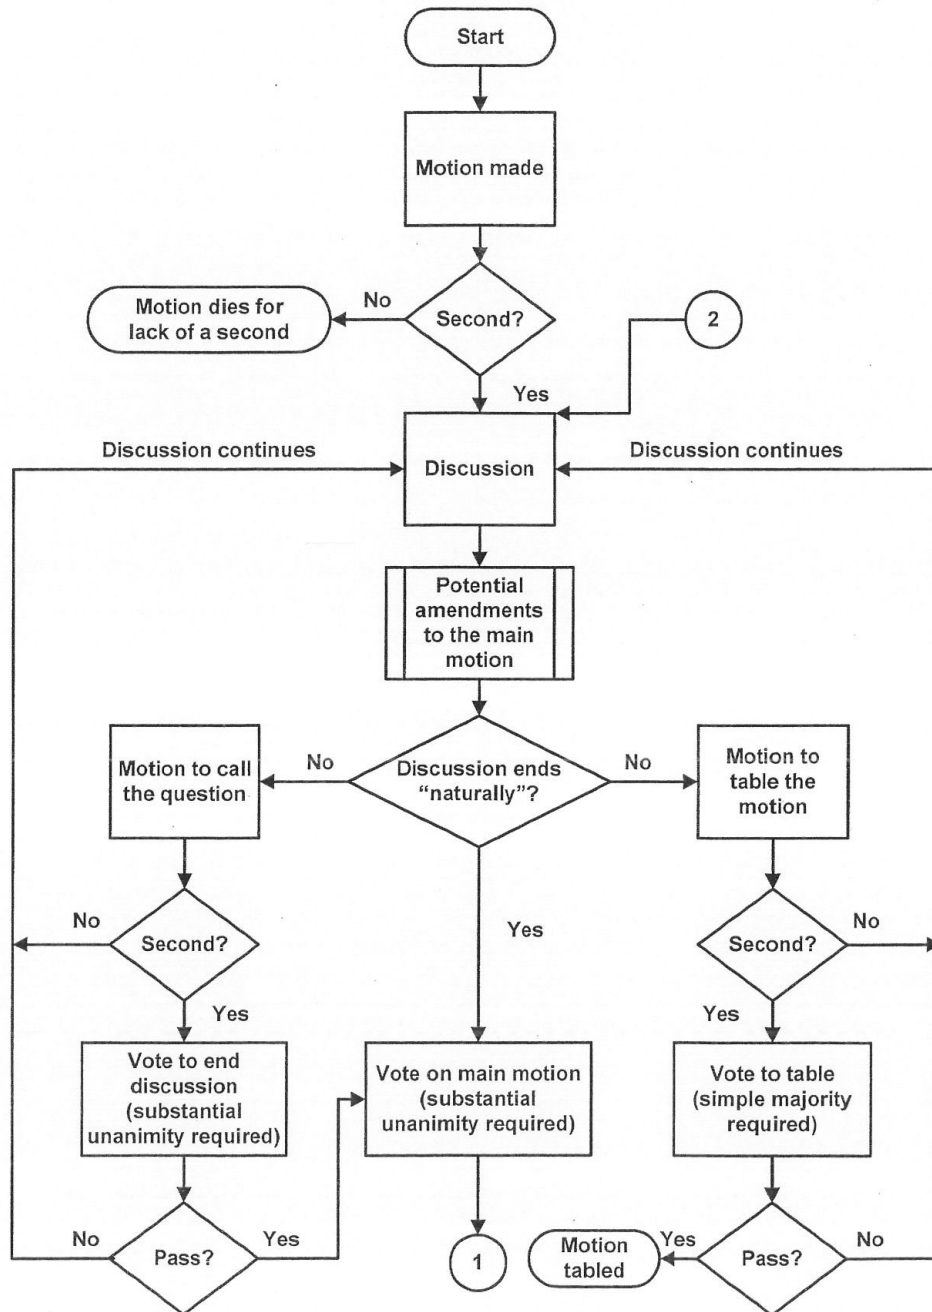 Start
Motion made
No
Motion dies for
lack of a second
Second?
2
Yes
Discussion continues
Discussion
Discussion continues
Potential
amendments
to the main
motion
Motion to call
the question
No
Discussion ends
“naturally”?
No
Motion to
table the
motion
No
Second?
Yes
Second?
No
Yes
Yes
Vote to end
discussion
(substantial
unanimity required)
Vote on main motion
(substantial
unanimity required)
Vote to table
(simple majority
required)
No
Pass?
Yes
1
Motion
tabled
Yes
Pass?
No